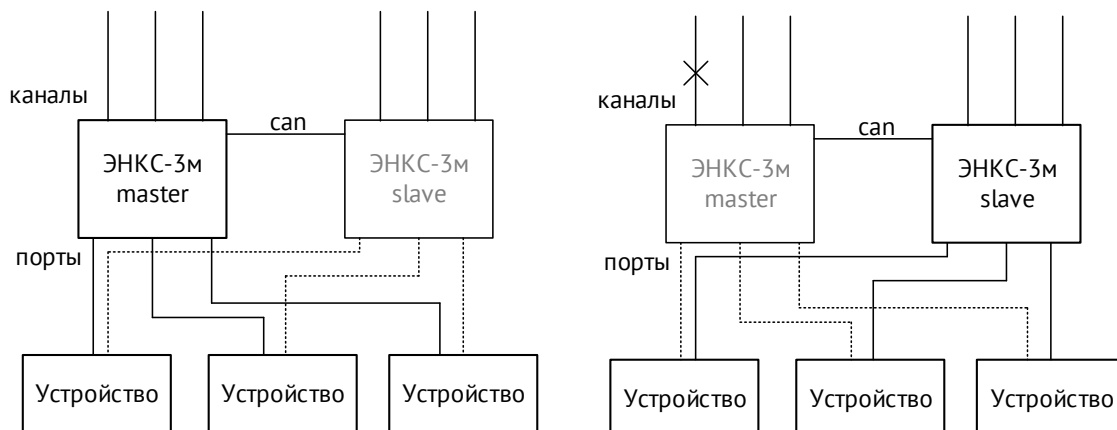 каналы
can
ЭНКС-3м
master
ЭНКС-3м
slave
порты
Устройство
Устройство
Устройство
каналы
can
ЭНКС-3м
master
ЭНКС-3м
slave
порты
Устройство
Устройство
Устройство